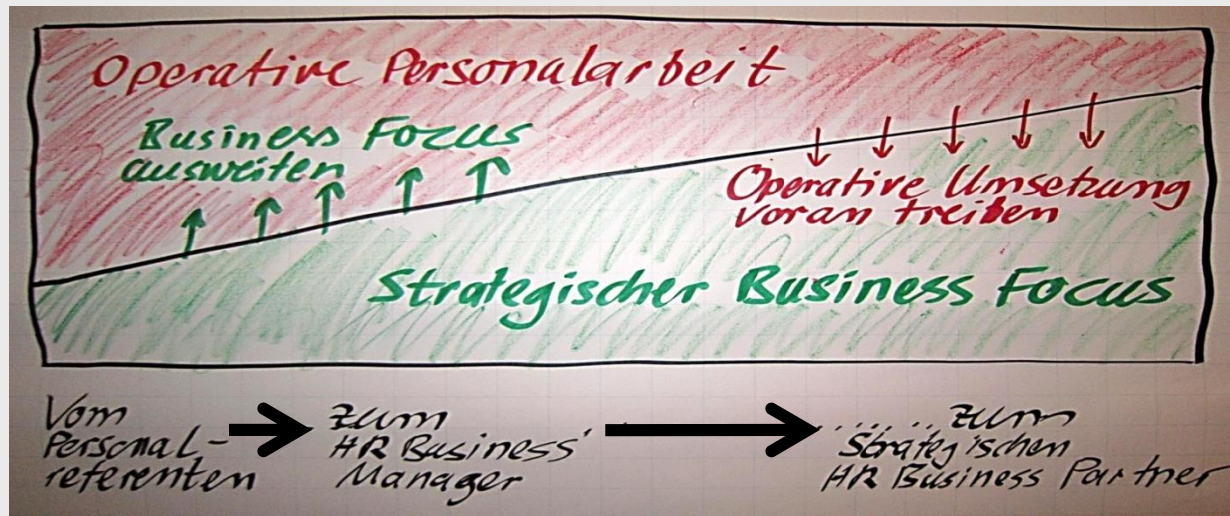 Operative Personalarbeit
Business Focus
ausweiten
Operative Umsetzung
voran treiben
Strategischer Business Focus
Vom
Personal-
referenten
zum
HR Business
Manager
........ zum
Strategischen
HR Business Partner